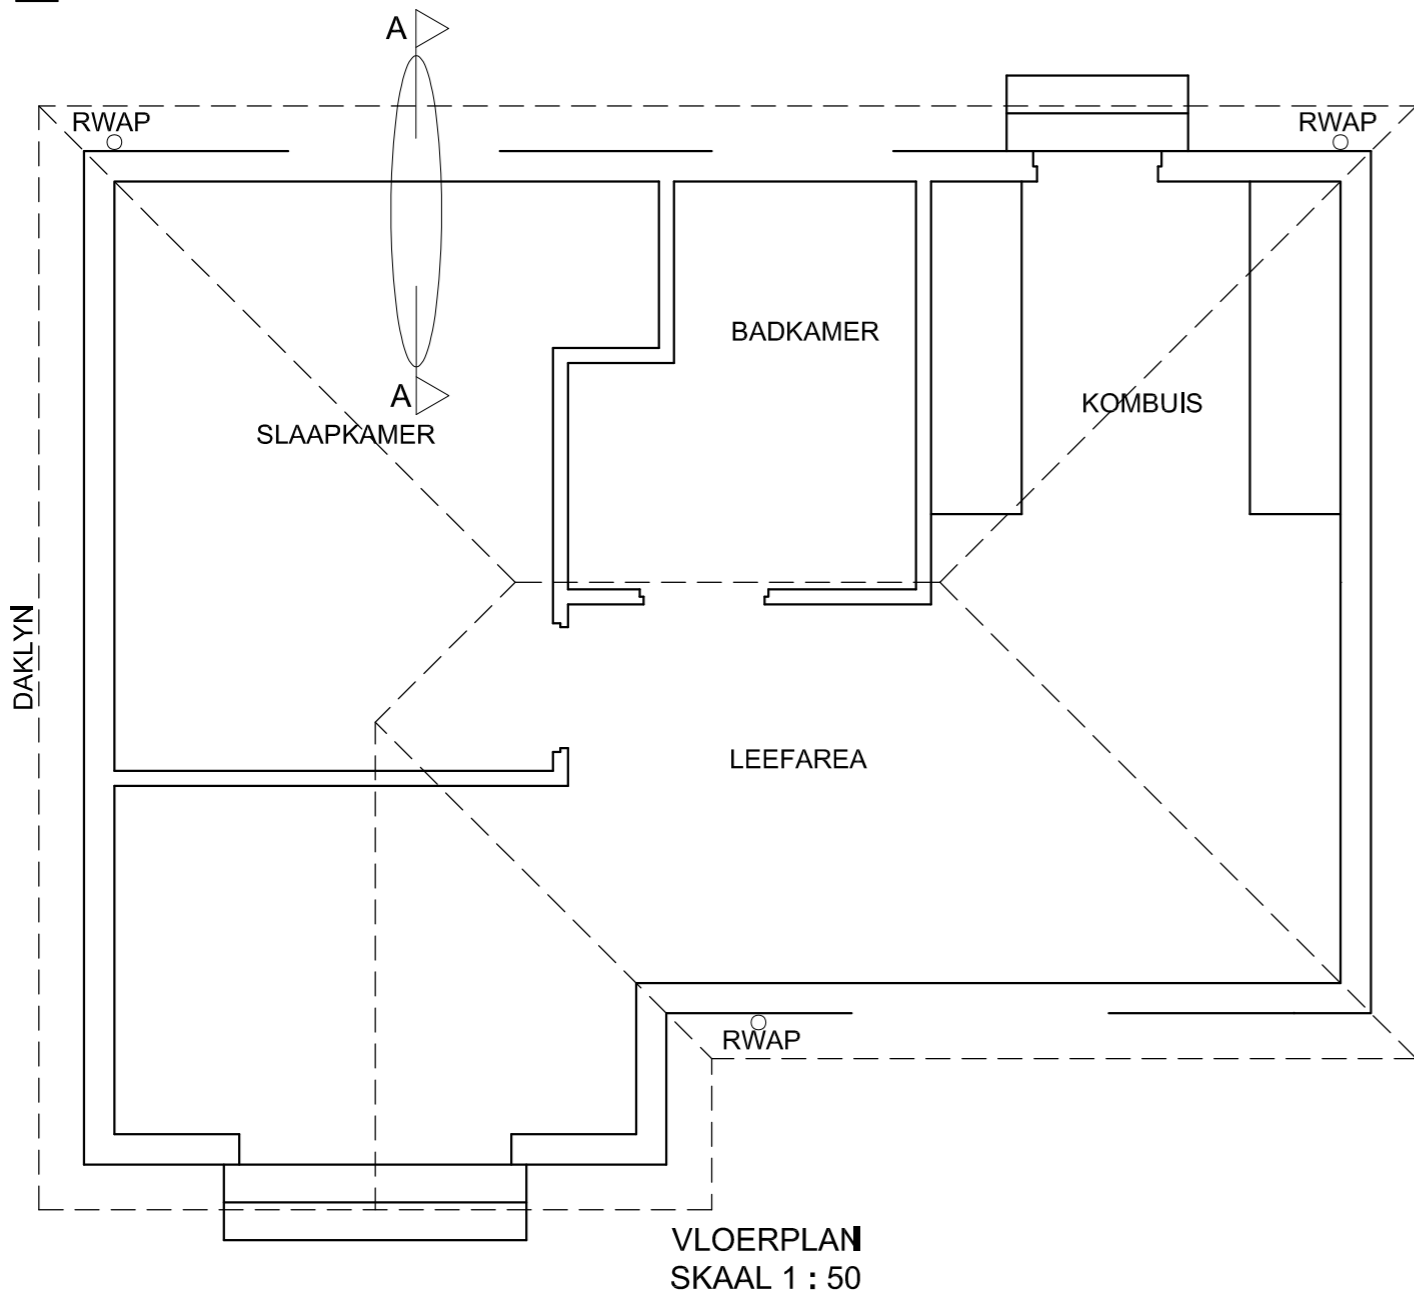 A
RWAP
RWAP
BADKAMER
A
KOMBUIS
SLAAPKAMER
DAKLYN
LEEFAREA
RWAP
VLOERPLAN
SKAAL 1 : 50